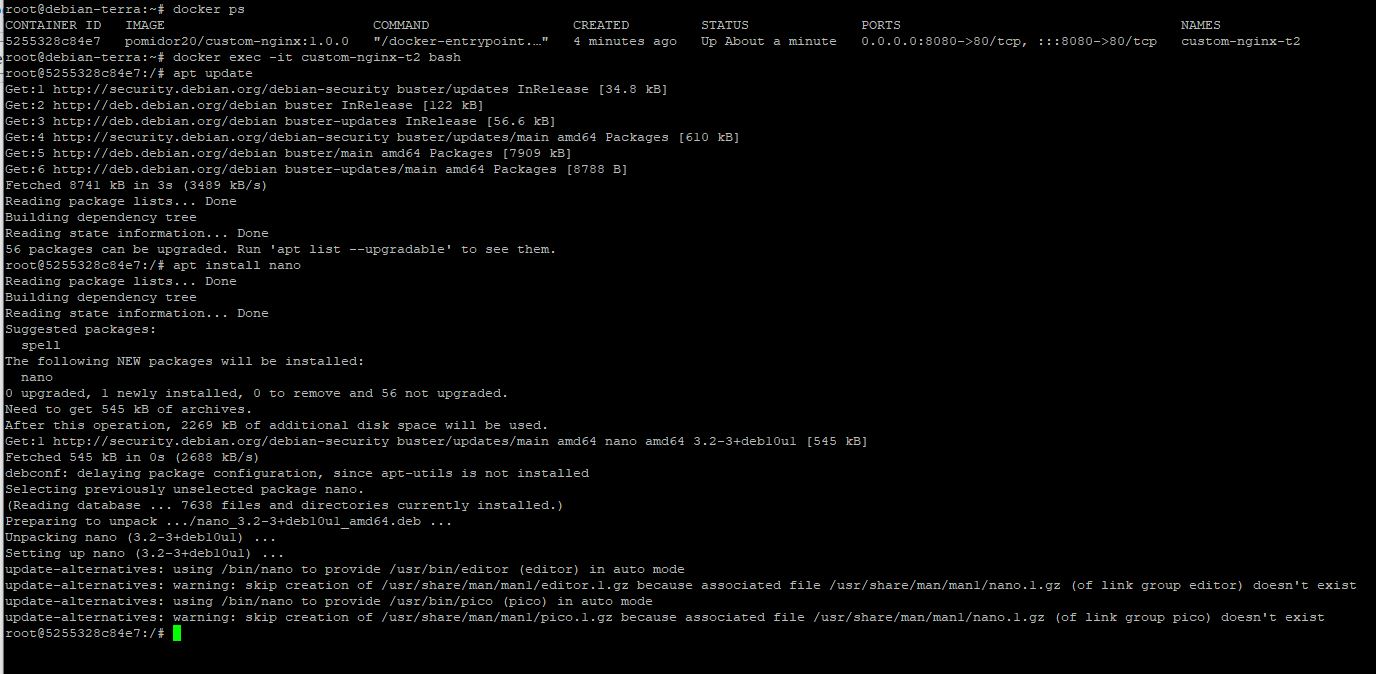 root@debian-terra:~# docker ps
CONTAINER ID   IMAGE                          COMMAND                  CREATED         STATUS              PORTS                                   NAMES
5255328c84e7   pomidor20/custom-nginx:1.0.0   "/docker-entrypoint.…"   4 minutes ago   Up About a minute   0.0.0.0:8080->80/tcp, :::8080->80/tcp   custom-nginx-t2
root@debian-terra:~# docker exec -it custom-nginx-t2 bash
root@5255328c84e7:/# apt update
Get:1 http://security.debian.org/debian-security buster/updates InRelease [34.8 kB]
Get:2 http://deb.debian.org/debian buster InRelease [122 kB]
Get:3 http://deb.debian.org/debian buster-updates InRelease [56.6 kB]
Get:4 http://security.debian.org/debian-security buster/updates/main amd64 Packages [610 kB]
Get:5 http://deb.debian.org/debian buster/main amd64 Packages [7909 kB]
Get:6 http://deb.debian.org/debian buster-updates/main amd64 Packages [8788 B]
Fetched 8741 kB in 3s (3489 kB/s)
Reading package lists... Done
Building dependency tree
Reading state information... Done
56 packages can be upgraded. Run 'apt list --upgradable' to see them.
root@5255328c84e7:/# apt install nano
Reading package lists... Done
Building dependency tree
Reading state information... Done
Suggested packages:
  spell
The following NEW packages will be installed:
  nano
0 upgraded, 1 newly installed, 0 to remove and 56 not upgraded.
Need to get 545 kB of archives.
After this operation, 2269 kB of additional disk space will be used.
Get:1 http://security.debian.org/debian-security buster/updates/main amd64 nano amd64 3.2-3+deb10u1 [545 kB]
Fetched 545 kB in 0s (2688 kB/s)
debconf: delaying package configuration, since apt-utils is not installed
Selecting previously unselected package nano.
(Reading database ... 7638 files and directories currently installed.)
Preparing to unpack .../nano_3.2-3+deb10u1_amd64.deb ...
Unpacking nano (3.2-3+deb10u1) ...
Setting up nano (3.2-3+deb10u1) ...
update-alternatives: using /bin/nano to provide /usr/bin/editor (editor) in auto mode
update-alternatives: warning: skip creation of /usr/share/man/man1/editor.1.gz because associated file /usr/share/man/man1/nano.1.gz (of link group editor) doesn't exist
update-alternatives: using /bin/nano to provide /usr/bin/pico (pico) in auto mode
update-alternatives: warning: skip creation of /usr/share/man/man1/pico.1.gz because associated file /usr/share/man/man1/nano.1.gz (of link group pico) doesn't exist
root@5255328c84e7:/#